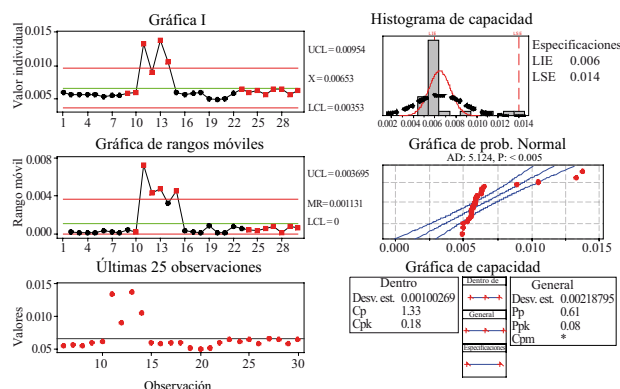 Gráfica I
Valor individual
0.015
0.010
0.005
1 4 7 10 13 16 19 22 25 28
UCL = 0.00954
X = 0.00653
LCL = 0.00353
Histograma de capacidad
LIE
LSE
0.002 0.004 0.006 0.008 0.010 0.012 0.014
Especificaciones
LIE 0.006
LSE 0.014
Gráfica de rangos móviles
Rango móvil
0.008
0.004
0.000
1 4 7 10 13 16 19 22 25 28
UCL = 0.003695
MR=0.001131
LCL = 0
Gráfica de prob. Normal
AD: 5.124, P: < 0.005
0.000 0.005 0.010 0.015
Últimas 25 observaciones
Valores
0.015
0.010
0.05
10 15 20 25 30
Observación
Gráfica de capacidad
Dentro
Desv. est. 0.00100269
Cp 1.33
Cpk 0.18
Dentro de
General
Especificaciones
General
Desv. est. 0.00218795
Pp 0.61
Ppk 0.08
Cpm *